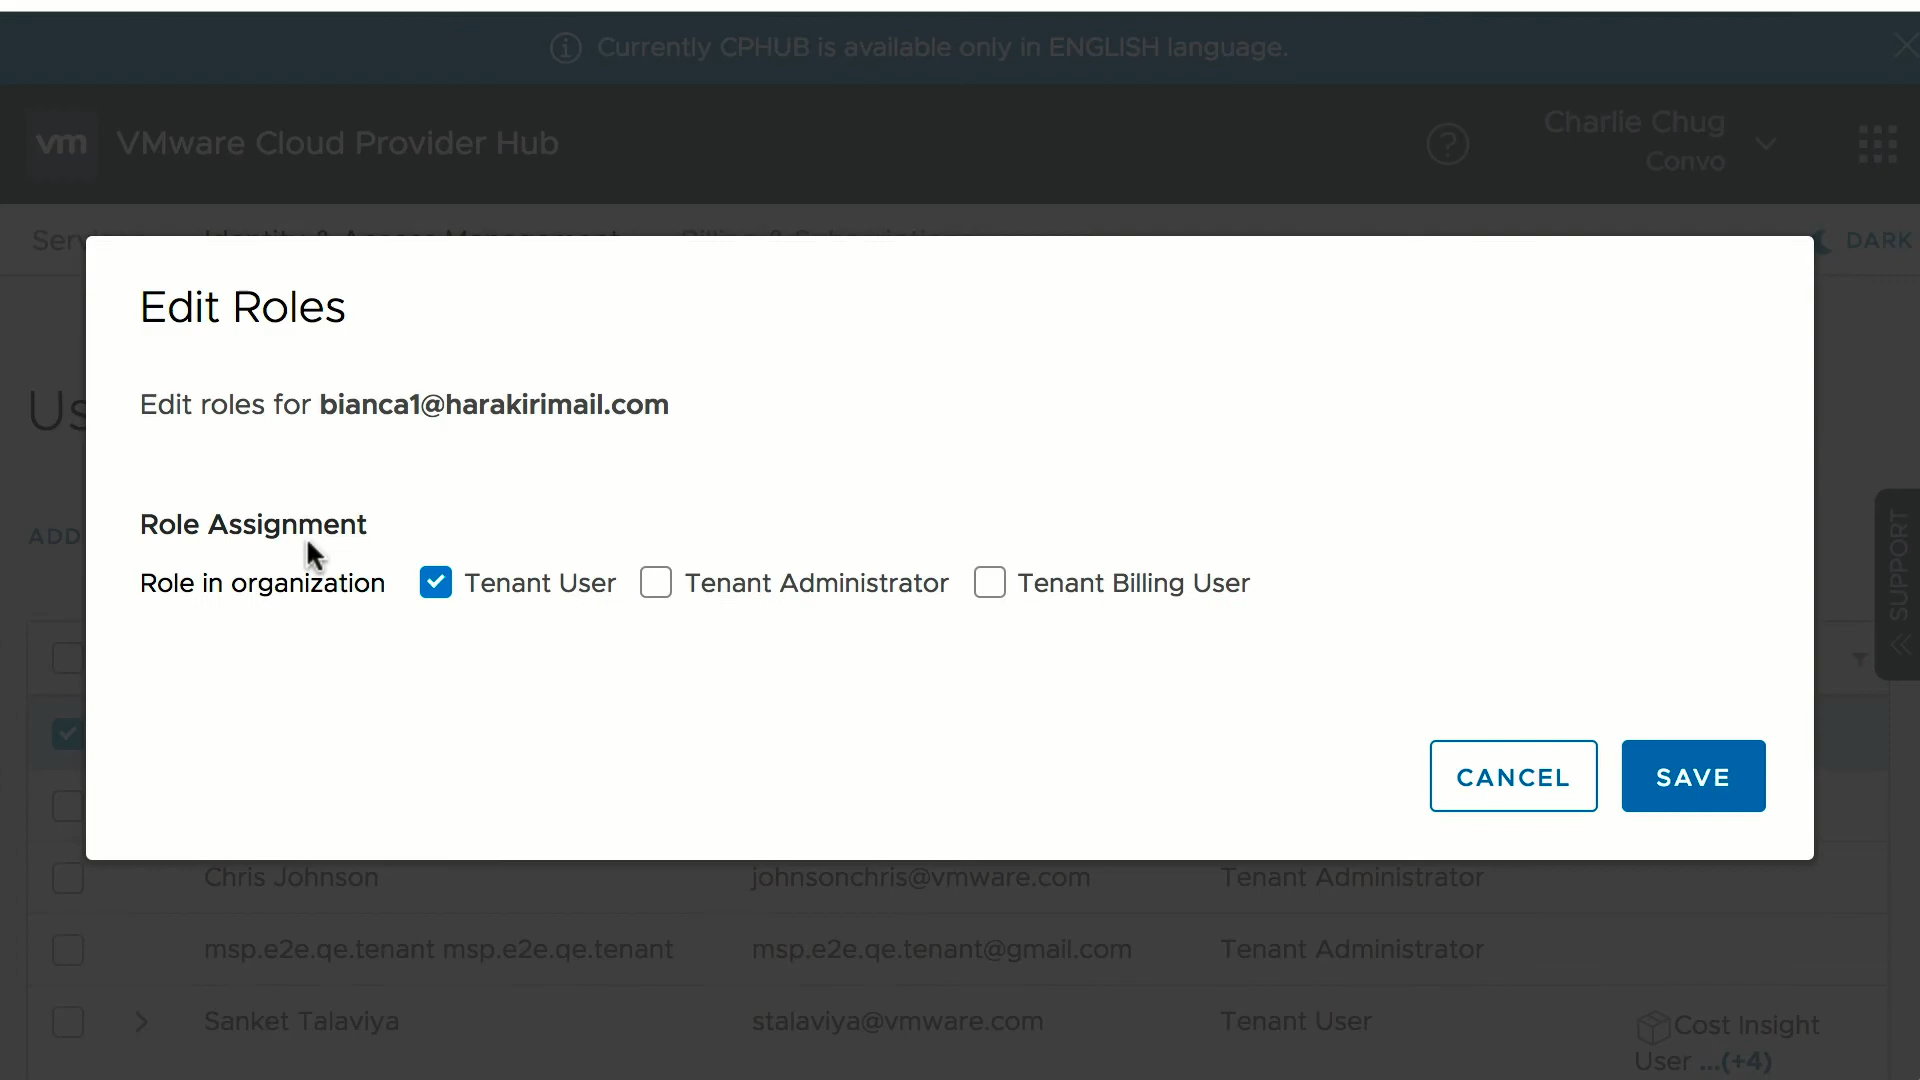 Currently CPHUB is available only in ENGLISH language.
vm VMware Cloud Provider Hub
Charlie Chug
Convo
DARK
Edit Roles
Edit roles for bianca1@harakirimail.com
ADD
Role Assignment
Role in organization Tenant User Tenant Administrator Tenant Billing User
SUPPORT
CANCEL SAVE
Chris Johnson johnsonchris@vmware.com Tenant Administrator
msp.e2e.qe.tenant msp.e2e.qe.tenant msp.e2e.qe.tenant@gmail.com Tenant Administrator
Sanket Talaviya stalaviya@vmware.com Tenant User Cost Insight
User ...(+4)